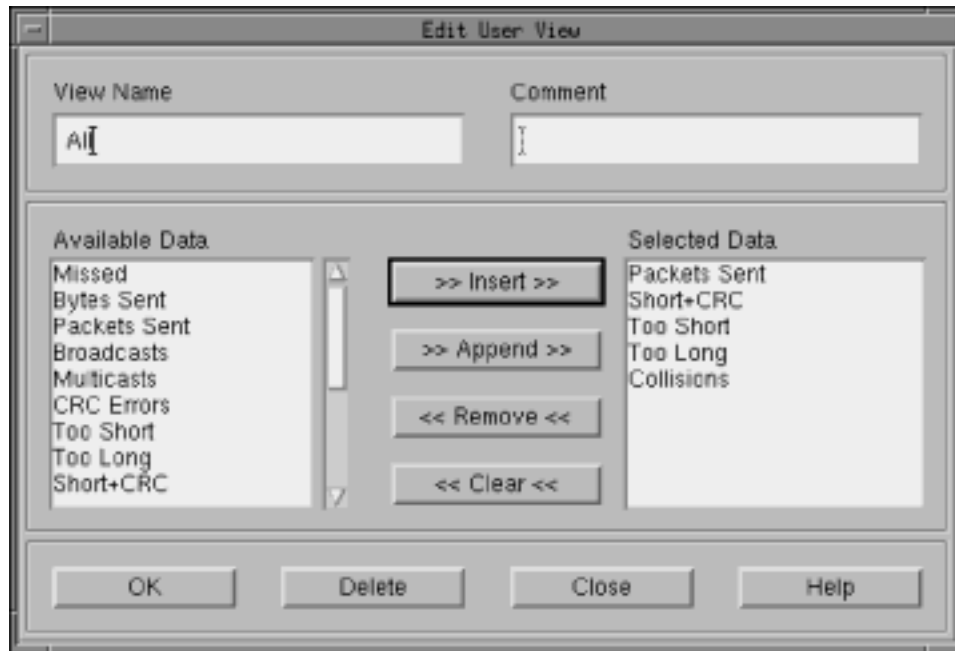 Edit User View
View Name
Comment
All
Available Data
Missed
Bytes Sent
Packets Sent
Broadcasts
Multicasts
CRC Errors
Too Short
Too Long
Short+CRC
>> Insert >>
>> Append >>
<< Remove <<
<< Clear <<
Selected Data
Packets Sent
Short+CRC
Too Short
Too Long
Collisions
OK
Delete
Close
Help